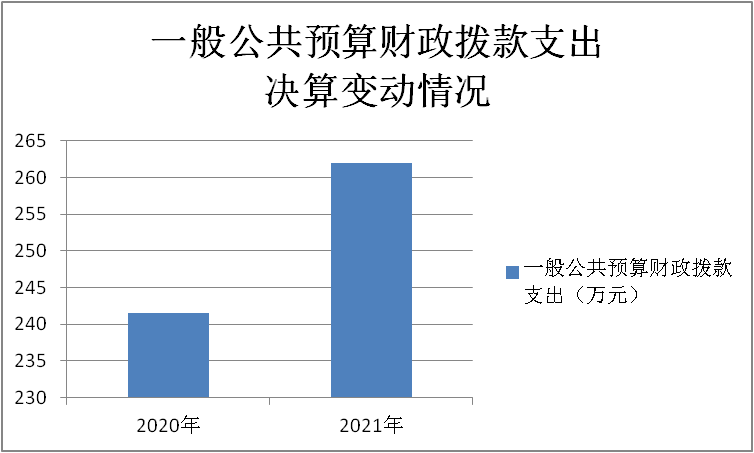 一般公共预算财政拨款支出
决算变动情况
265
260
255
250
245
240
235
230
2020年
2021年
一般公共预算财政拨款
支出（万元）